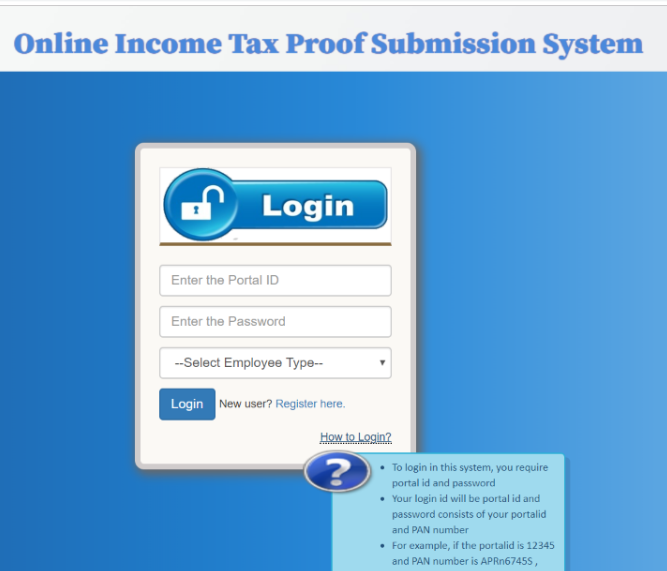 Online Income Tax Proof Submission System
Login
Enter the Portal ID
Enter the Password
--Select Employee Type--
Login New user? Register here.
How to Login?
?
• To login in this system, you require
portal id and password
• Your login id will be portal id and
password consists of your portalid
and PAN number
• For example, if the portalid is 12345
and PAN number is APRn6745S ,